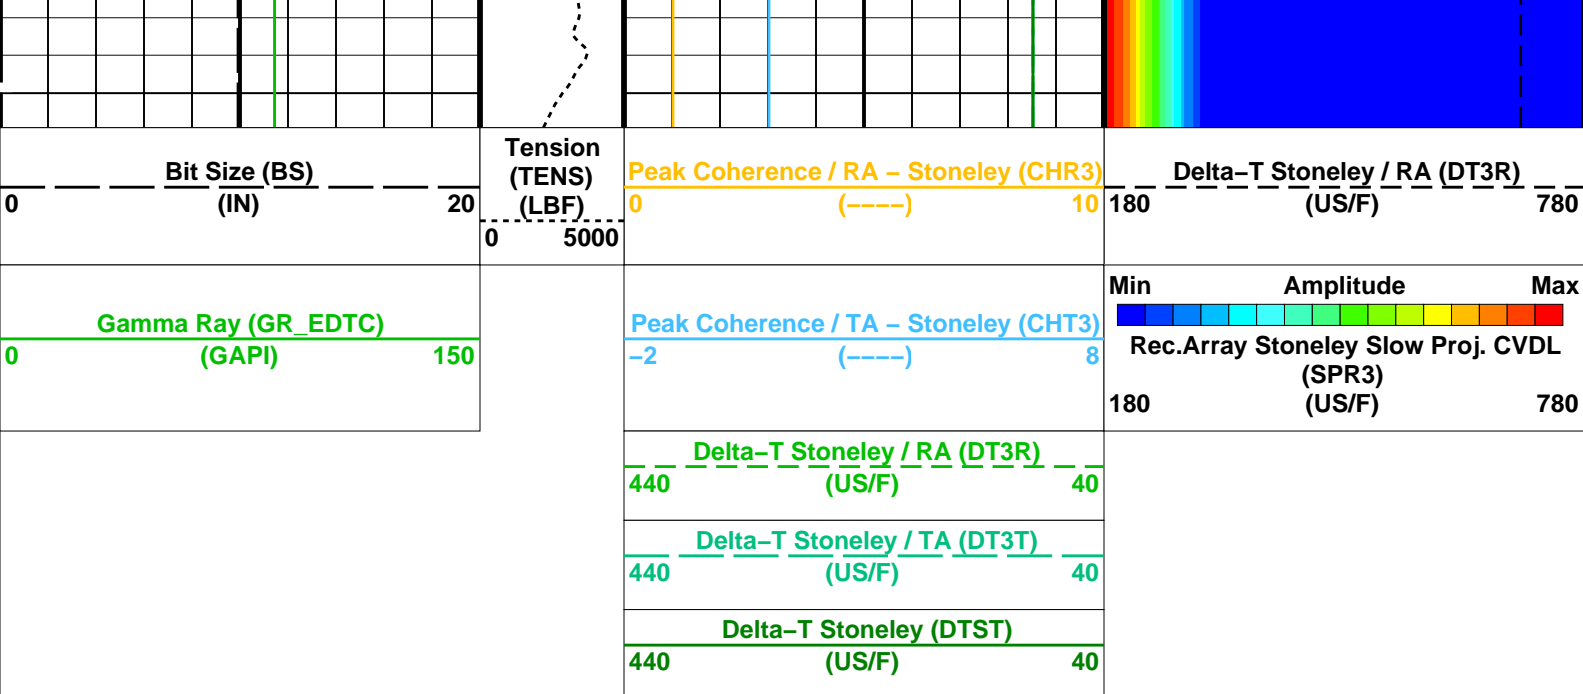 Bit Size (BS)
(IN)
0 20
Gamma Ray (GR_EDTC)
(GAPI)
0 150
Tension
(TENS)
(LBF)
0 5000
Peak Coherence / RA – Stoneley (CHR3)
0 (––––) 10
Peak Coherence / TA – Stoneley (CHT3)
–2 (––––) 8
Delta–T Stoneley / RA (DT3R)
440 (US/F) 40
Delta–T Stoneley / TA (DT3T)
440 (US/F) 40
Delta–T Stoneley (DTST)
440 (US/F) 40
Delta–T Stoneley / RA (DT3R)
180 (US/F) 780
Min Amplitude Max
Rec.Array Stoneley Slow Proj. CVDL
(SPR3)
180 (US/F) 780